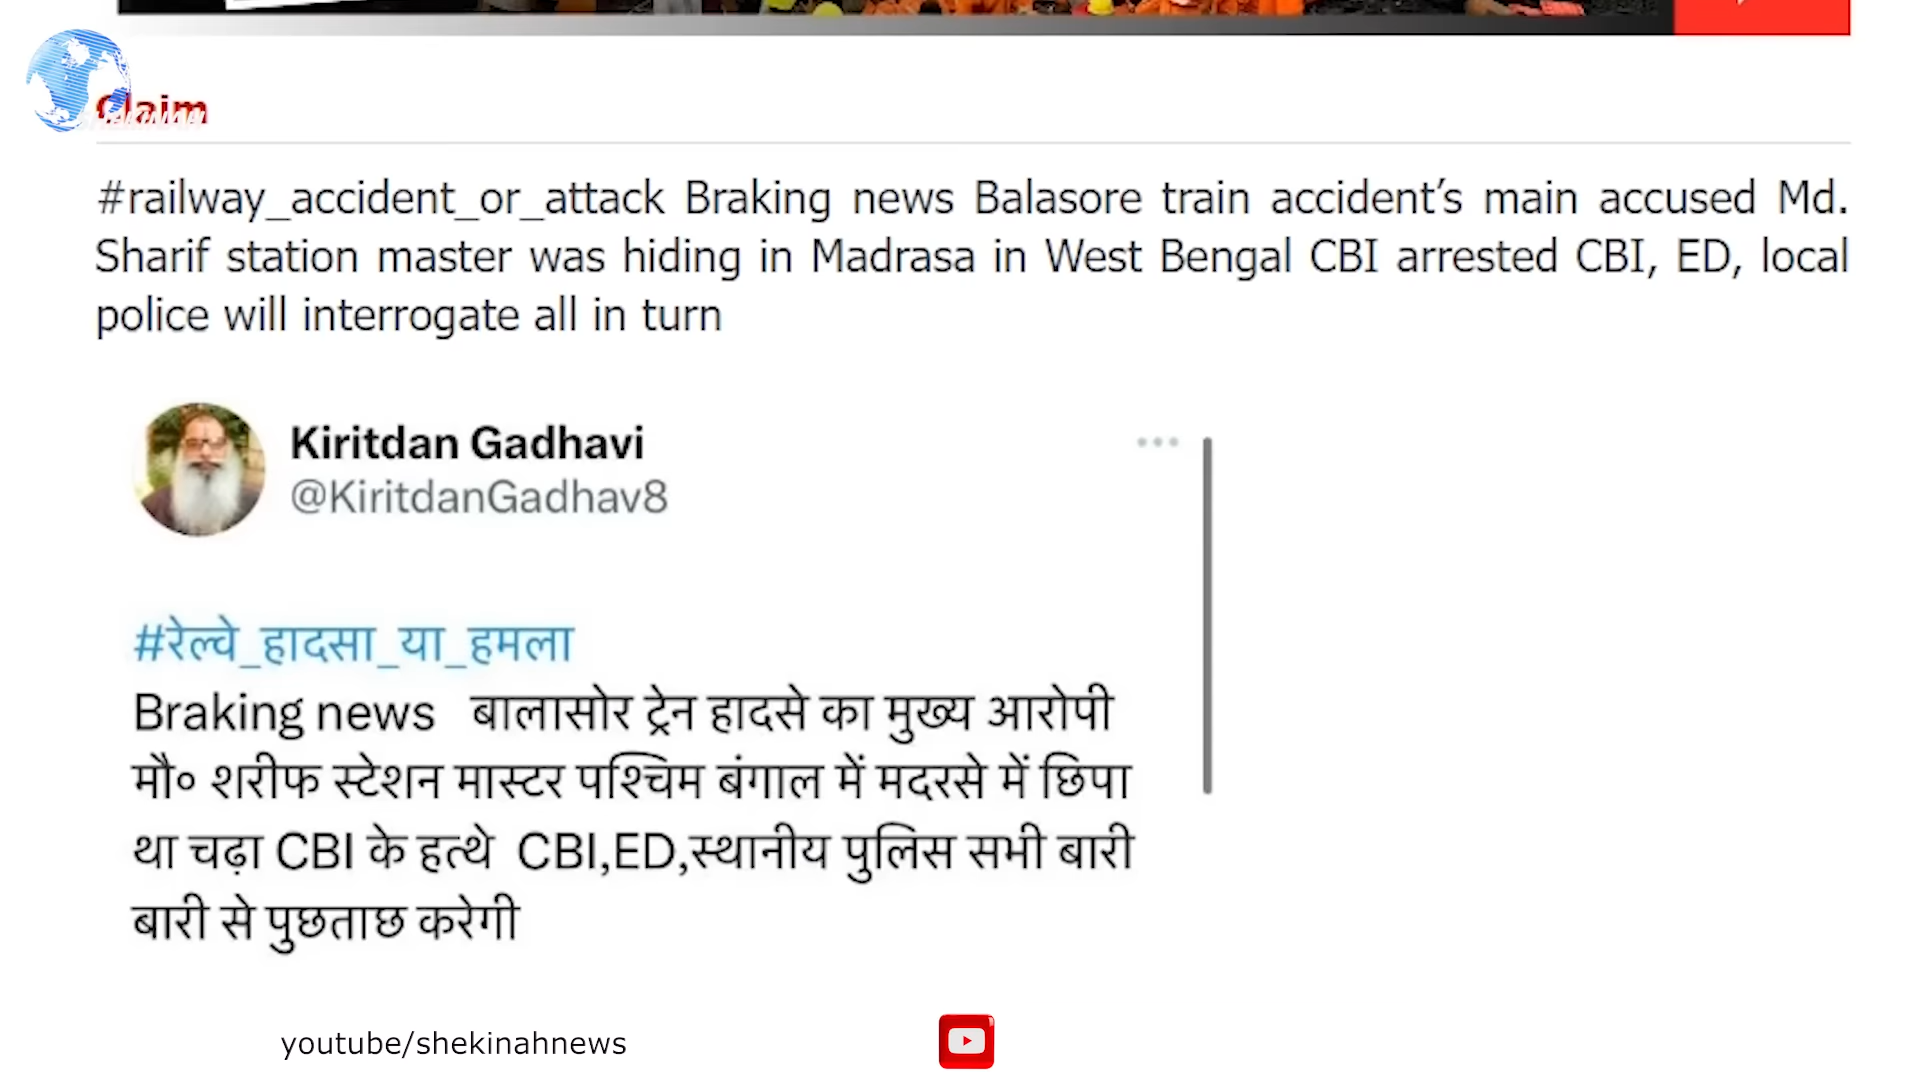 Claim
SHEKINAH
#railway_accident_or_attack Braking news Balasore train accident’s main accused Md.
Sharif station master was hiding in Madrasa in West Bengal CBI arrested CBI, ED, local
police will interrogate all in turn
Kiritdan Gadhavi
@KiritdanGadhav8
#रेल्वे_हादसा_या_हमला
Braking news बालासोर ट्रेन हादसे का मुख्य आरोपी
मौ० शरीफ स्टेशन मास्टर पश्चिम बंगाल में मदरसे में छिपा
था चढ़ा CBI के हत्थे CBI,ED,स्थानीय पुलिस सभी बारी
बारी से पुछताछ करेगी
youtube/shekinahnews